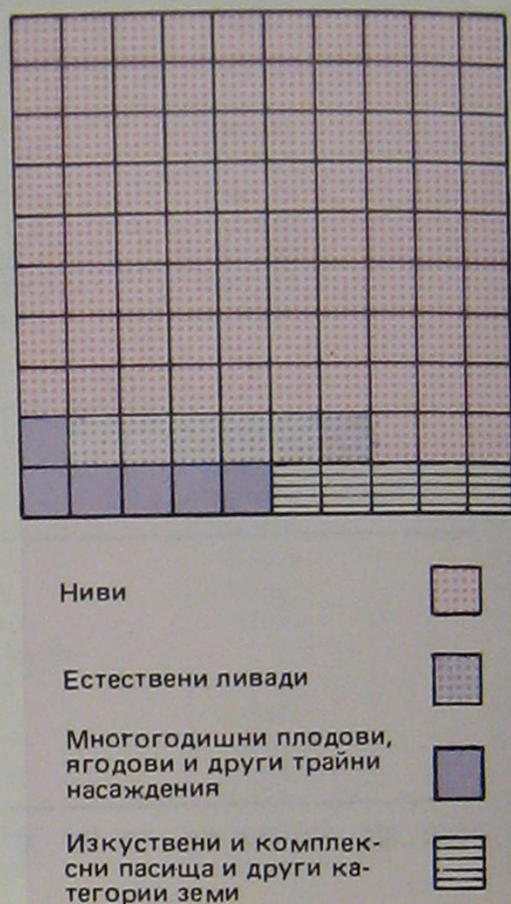 Ниви
Естествени ливади
Многогодишни плодови,
ягодови и други трайни
насаждения
Изкуствени и комплек-
сни пасища и други ка-
тегории земи